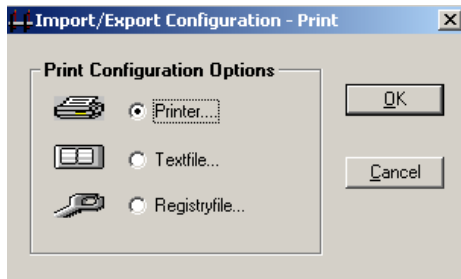 Import/Export Configuration - Print
Print Configuration Options
Printer....
OK
Textfile...
Cancel
Registryfile...